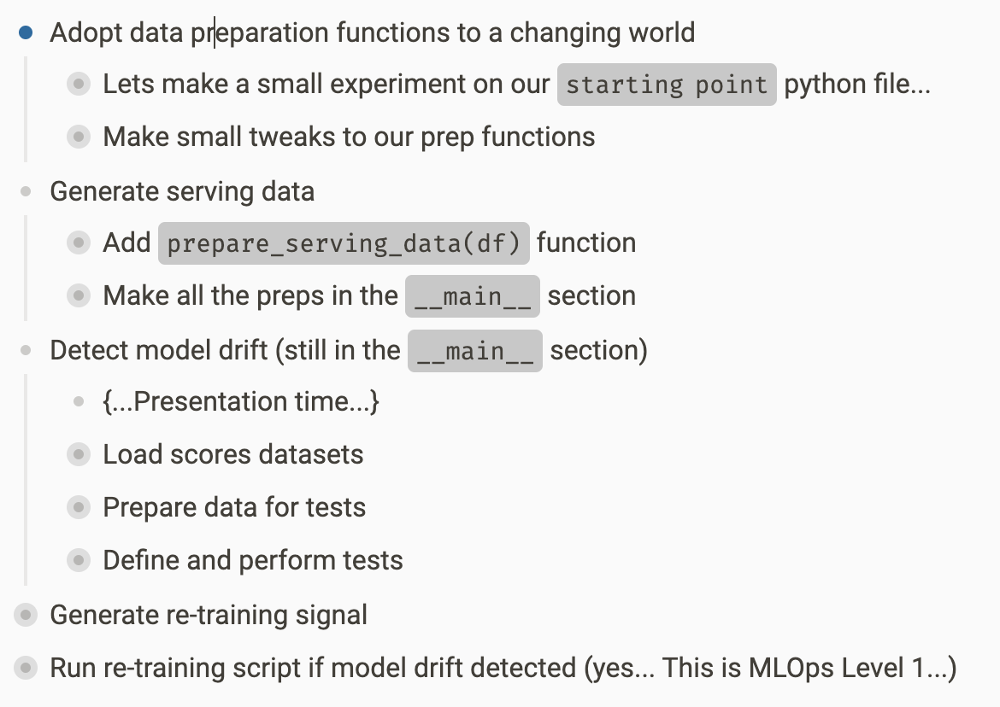 Adopt data preparation functions to a changing world
Lets make a small experiment on our starting point python file...
Make small tweaks to our prep functions
Generate serving data
Add prepare_serving_data(df) function
Make all the preps in the __main__ section
Detect model drift (still in the __main__ section)
{...Presentation time...}
Load scores datasets
Prepare data for tests
Define and perform tests
Generate re-training signal
Run re-training script if model drift detected (yes... This is MLOps Level 1...)